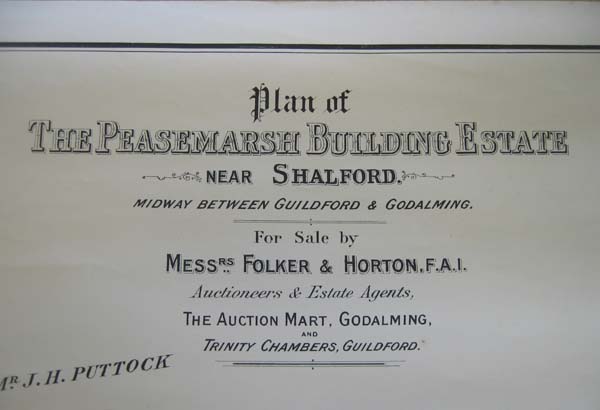 Plan of
THE PEASEMARSH BUILDING ESTATE
NEAR SHALFORD,
MIDWAY BETWEEN GUILDFORD & GODALMING.
For Sale by
MESSRS. FOLKER & HORTON, F.A.I.
Auctioneers & Estate Agents,
THE AUCTION MART, GODALMING,
AND
TRINITY CHAMBERS, GUILDFORD.
MR. J. H. PUTTOCK